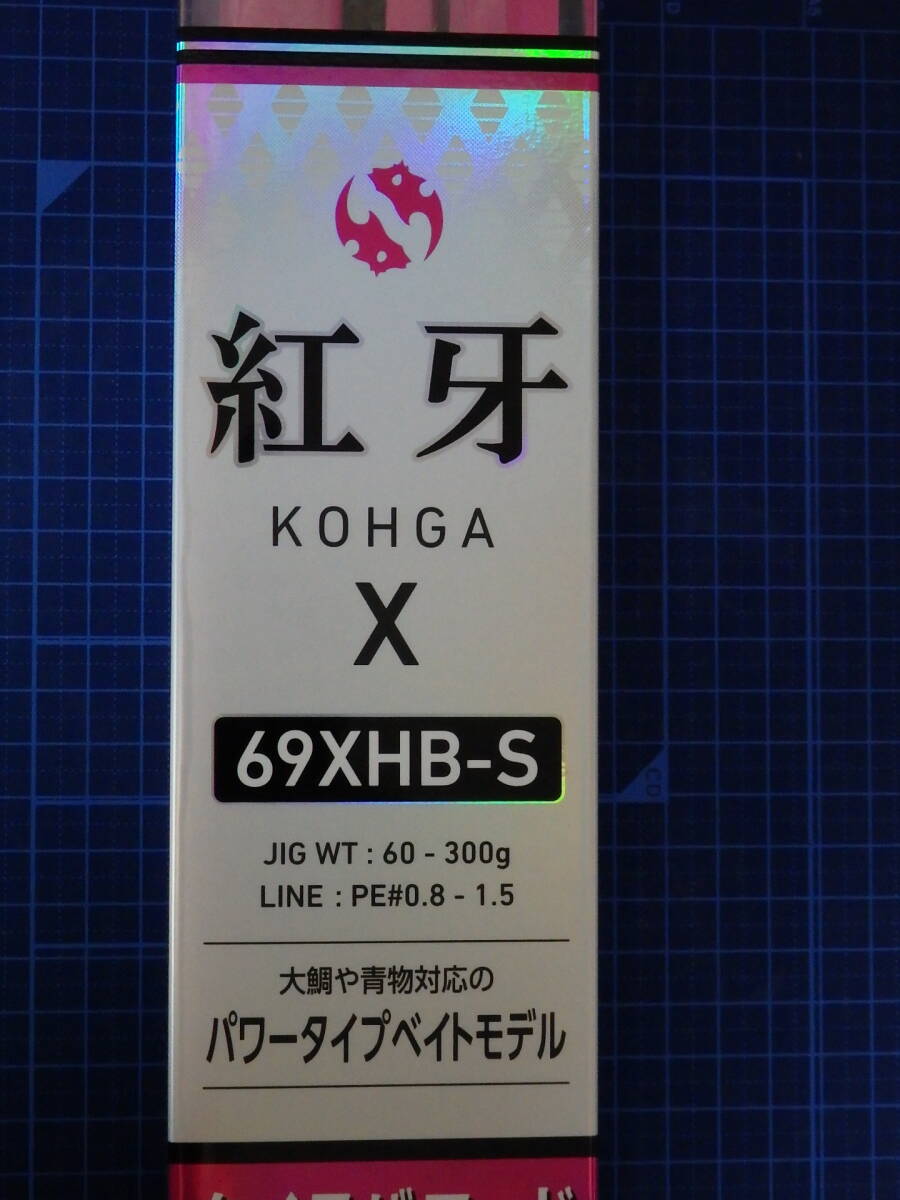 紅牙
KOHGA
X
69XHB-S
JIG WT : 60 - 300g
LINE : PE#0.8 - 1.5
大鯛や青物対応の
パワータイプベイトモデル